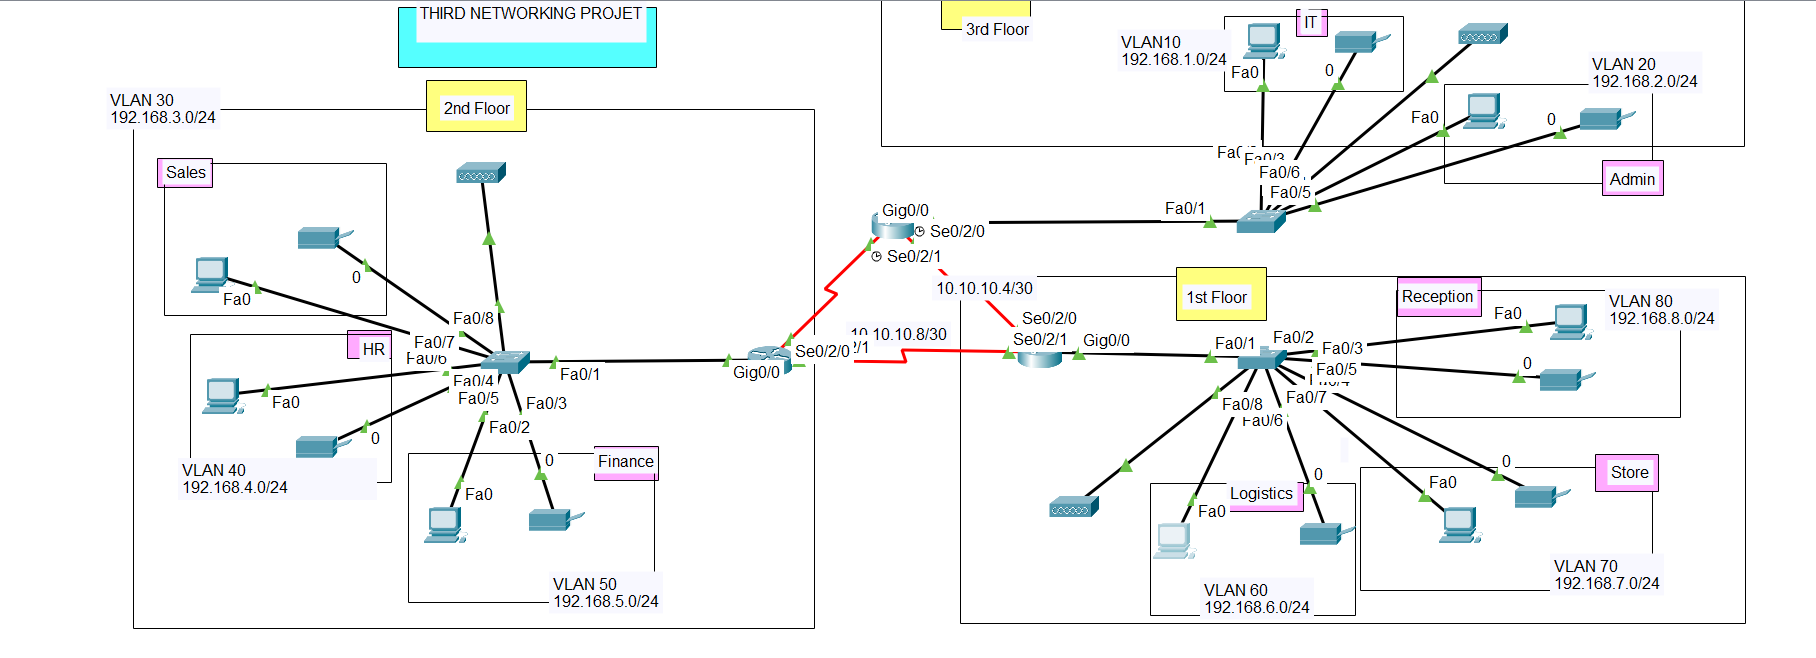 THIRD NETWORKING PROJET
3rd Floor
IT
VLAN10
192.168.1.0/24
Fa0
0
VLAN 20
192.168.2.0/24
Fa0
0
Admin
Fa0/3
Fa0/6
Fa0/5
Fa0/1
VLAN 30
192.168.3.0/24
2nd Floor
Sales
0
Fa0
HR
Fa0/8
Fa0/7
Fa0/6
Fa0/4
Fa0/5
Fa0/3
Fa0/2
Fa0/1
Fa0
0
VLAN 40
192.168.4.0/24
Finance
0
Fa0
VLAN 50
192.168.5.0/24
Gig0/0
Se0/2/0
Se0/2/1
10.10.10.4/30
10.10.10.8/30
Se0/2/0
Gig0/0
Se0/2/0
Se0/2/1
Gig0/0
1st Floor
Reception
VLAN 80
192.168.8.0/24
Fa0
0
Fa0/1
Fa0/2
Fa0/3
Fa0/5
Fa0/4
Fa0/7
Fa0/8
Fa0/6
Logistics
0
Fa0
VLAN 60
192.168.6.0/24
Store
0
Fa0
VLAN 70
192.168.7.0/24